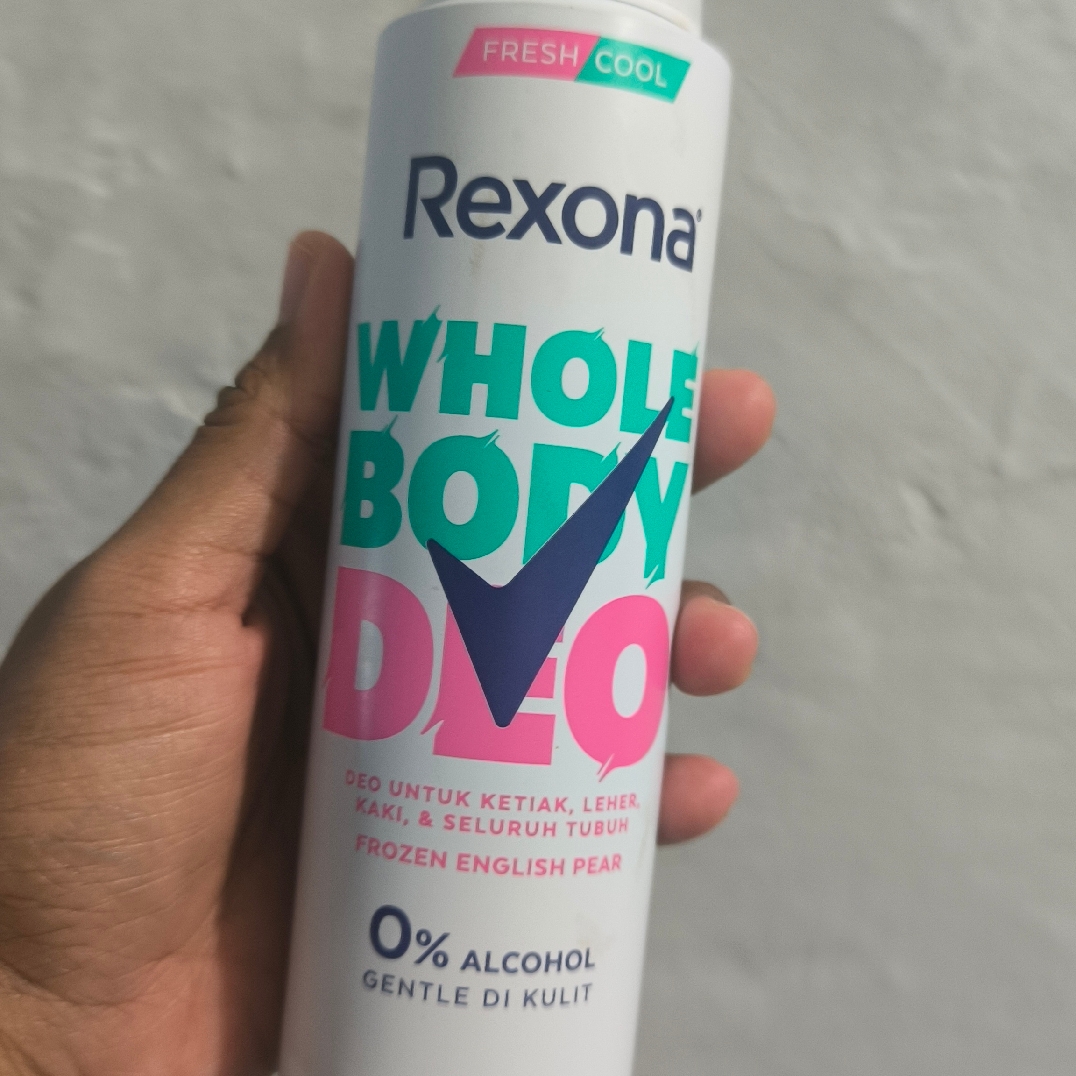 FRESH COOL
Rexona
WHOLE
BODY
DEO
DEO UNTUK KETIAK, LEHER,
KAKI, & SELURUH TUBUH
FROZEN ENGLISH PEAR
0% ALCOHOL
GENTLE DI KULIT